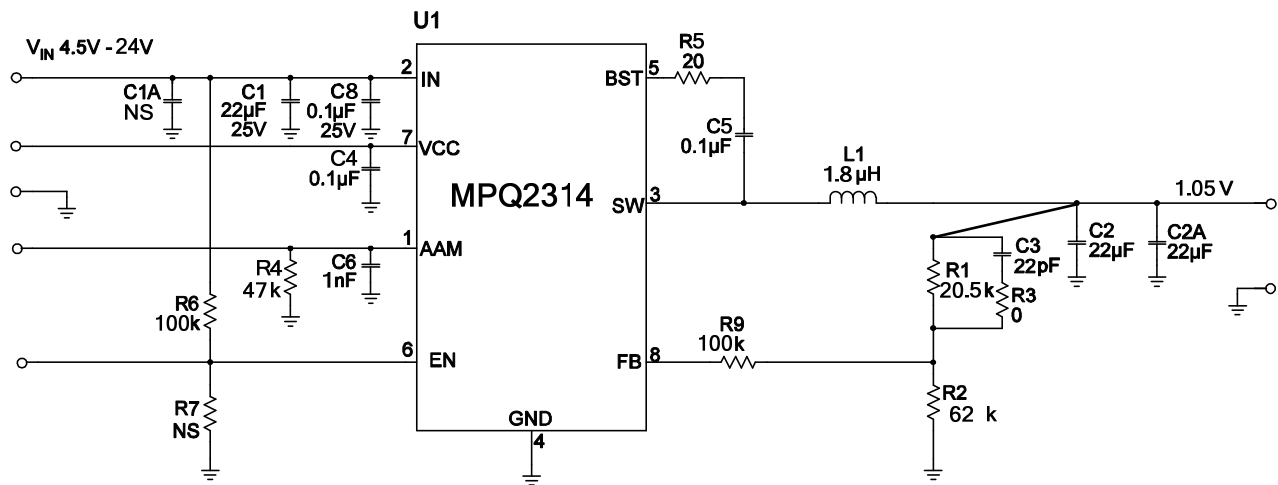 U1
V_IN 4.5V - 24V
2
IN
C1A
NS
C1
22µF
25V
C8
0.1µF
25V
7
VCC
C4
0.1µF
1
AAM
R4
47k
C6
1nF
R6
100k
6
EN
R7
NS
MPQ2314
GND
4
BST
5
R5
20
C5
0.1µF
SW
3
L1
1.8µH
1.05 V
C2
22µF
C2A
22µF
C3
22pF
R1
20.5k
R3
0
FB
8
R9
100k
R2
62 k